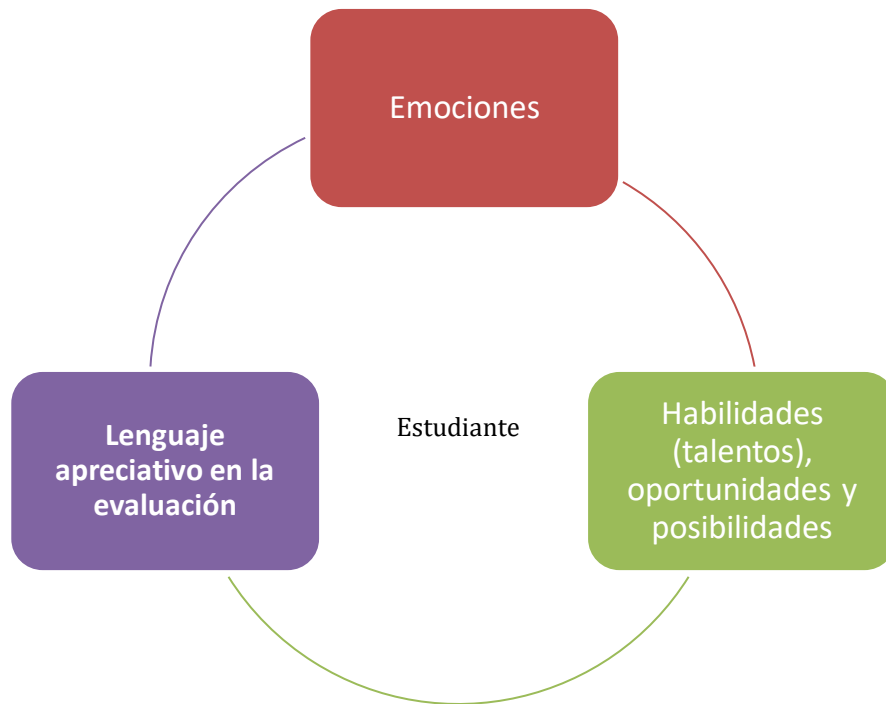 Emociones
Lenguaje
apreciativo en la
evaluación
Estudiante
Habilidades
(talentos),
oportunidades y
posibilidades